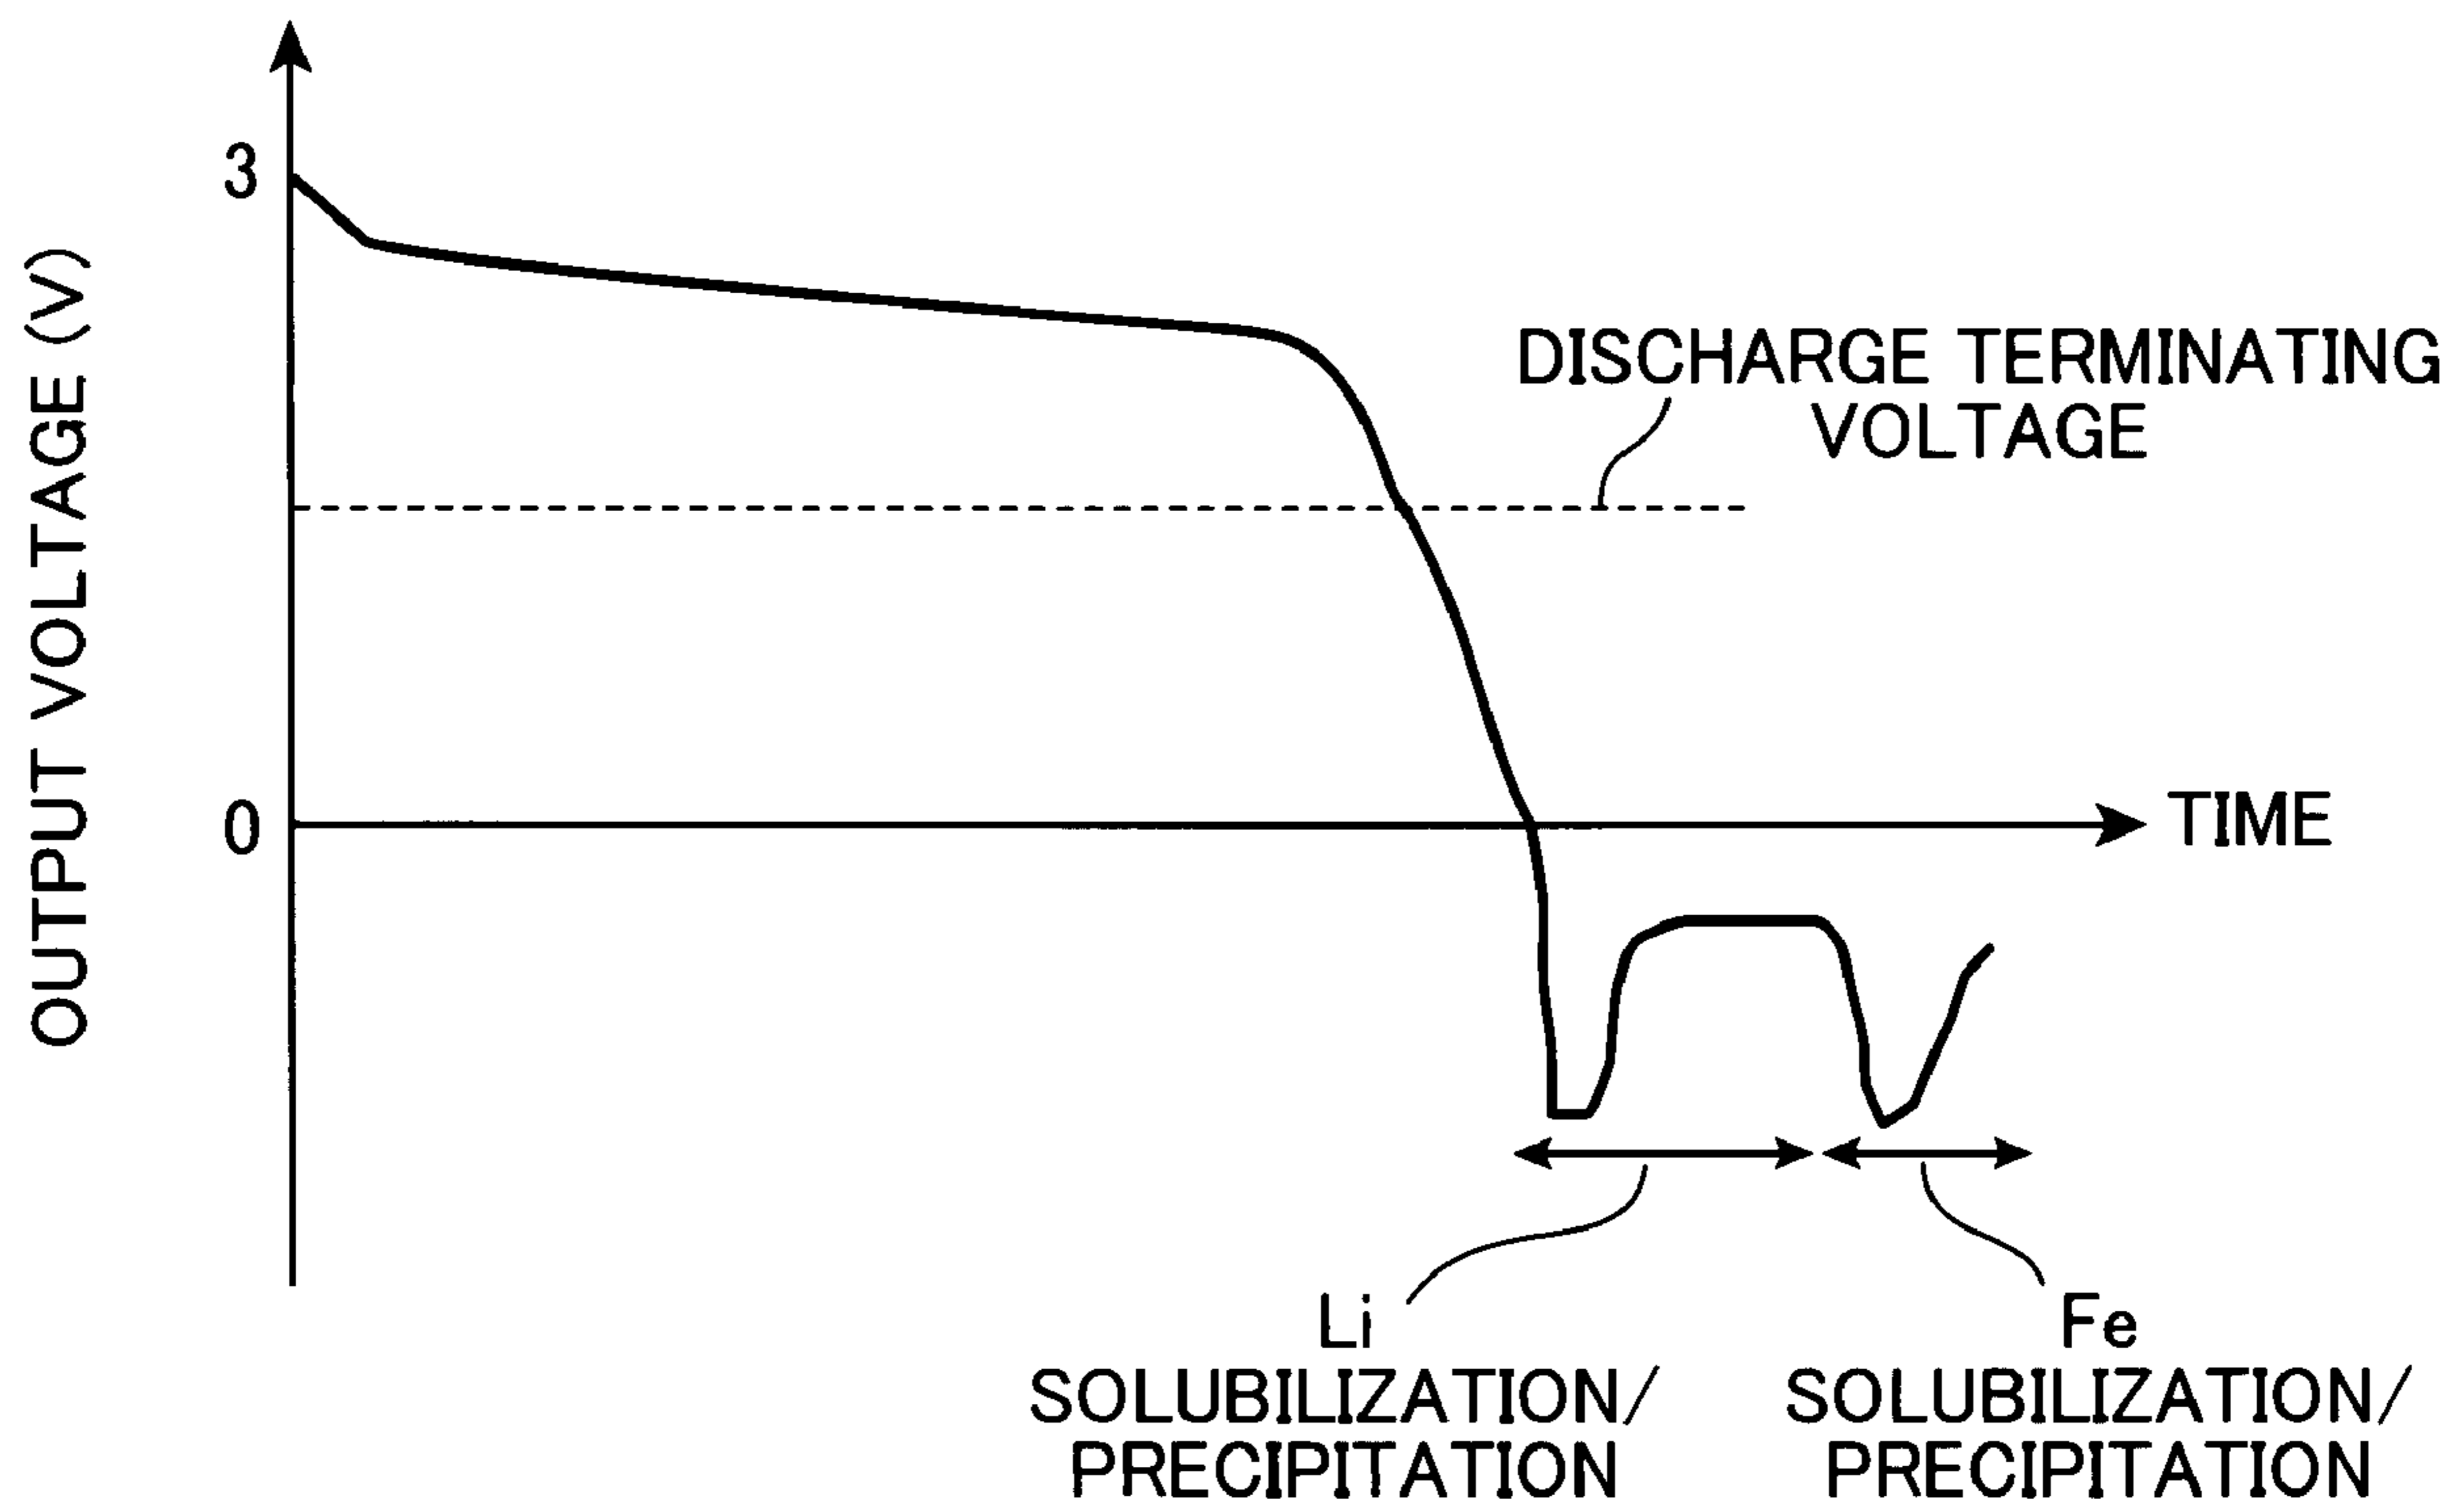 OUTPUT VOLTAGE (V)
3
DISCHARGE TERMINATING
VOLTAGE
0
TIME
Li
SOLUBILIZATION/
PRECIPITATION
Fe
SOLUBILIZATION/
PRECIPITATION